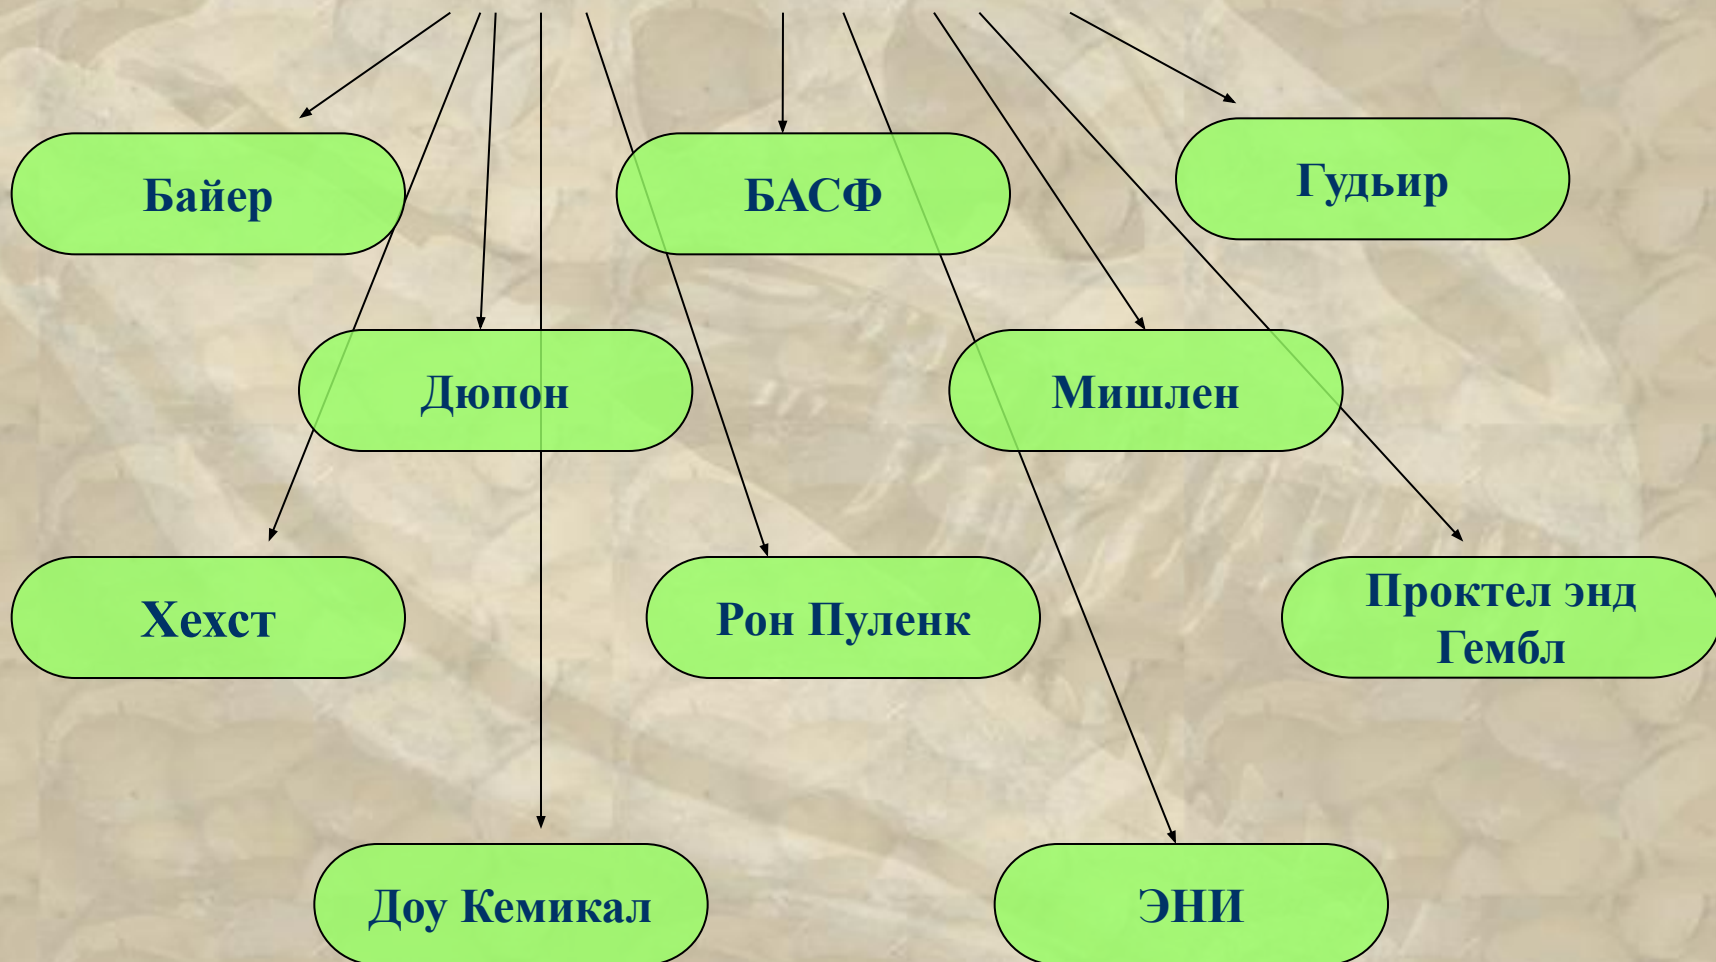 Байер
БАСФ
Гудьир
Дюпон
Мишлен
Хехст
Рон Пуленк
Проктел энд
Гембл
Доу Кемикал
ЭНИ